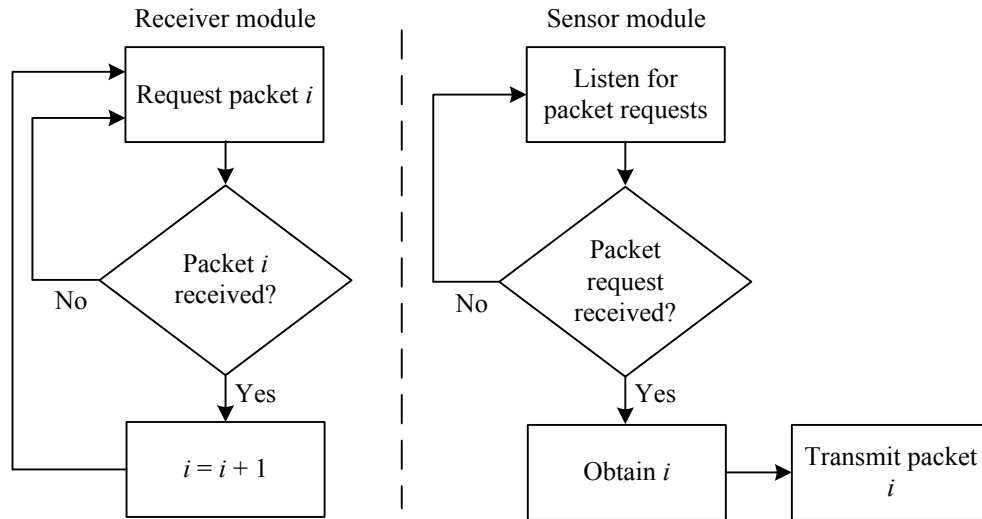 Receiver module
Request packet i
Packet i
received?
No
Yes
i = i + 1
Sensor module
Listen for
packet requests
Packet
request
received?
No
Yes
Obtain i
Transmit packet
i